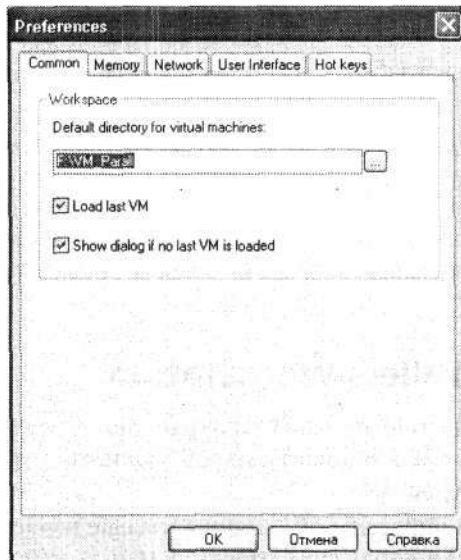 Preferences
Common Memory Network User Interface Hot keys
Workspace
Default directory for virtual machines:
F:\VM_Paral
...
Load last VM
Show dialog if no last VM is loaded
OK Отмена Справка